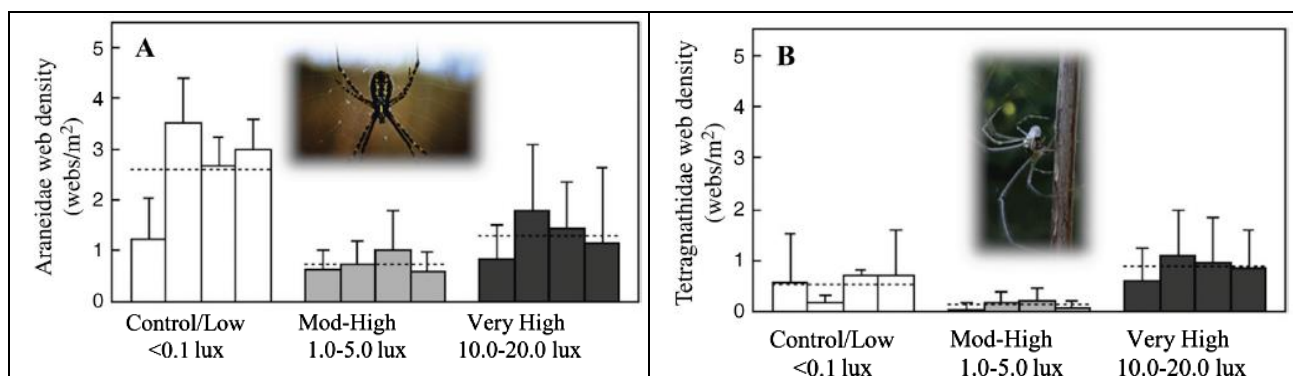 A
Araneidae web density
(webs/m²)
5
4
3
2
1
0
Control/Low
<0.1 lux
Mod-High
1.0-5.0 lux
Very High
10.0-20.0 lux
B
Tetragnathidae web density
(webs/m²)
5
4
3
2
1
0
Control/Low
<0.1 lux
Mod-High
1.0-5.0 lux
Very High
10.0-20.0 lux